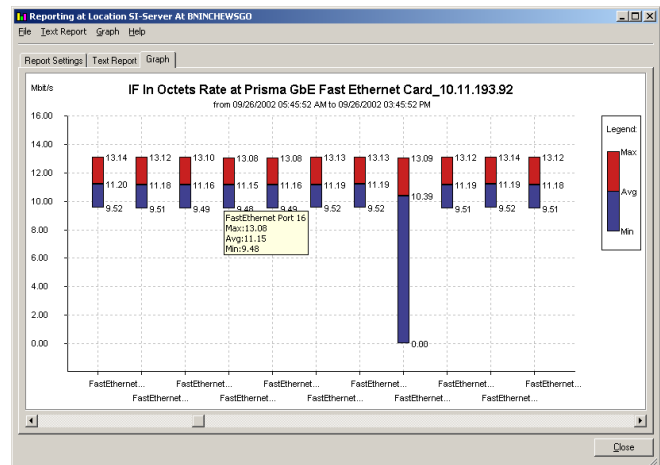 Reporting at Location SI-Server At BNINCHEWSGO
File Text Report Graph Help
Report Settings Text Report Graph
Mbit/s
IF In Octets Rate at Prisma GbE Fast Ethernet Card_10.11.193.92
from 09/26/2002 05:45:52 AM to 09/26/2002 03:45:52 PM
16.00
14.00
12.00
10.00
8.00
6.00
4.00
2.00
0.00
13.14 13.12 13.10 13.08 13.08 13.13 13.13 13.09 13.12 13.14 13.12
11.20 11.18 11.16 11.15 11.16 11.19 11.19 10.39 11.19 11.19 11.18
9.52 9.51 9.49 9.48 9.49 9.52 9.52 0.00 9.51 9.52 9.51
FastEthernet Port 16
Max:13.08
Avg:11.15
Min:9.48
Legend:
Max
Avg
Min
FastEthernet... FastEthernet... FastEthernet... FastEthernet... FastEthernet... FastEthernet...
FastEthernet... FastEthernet... FastEthernet... FastEthernet... FastEthernet...
Close